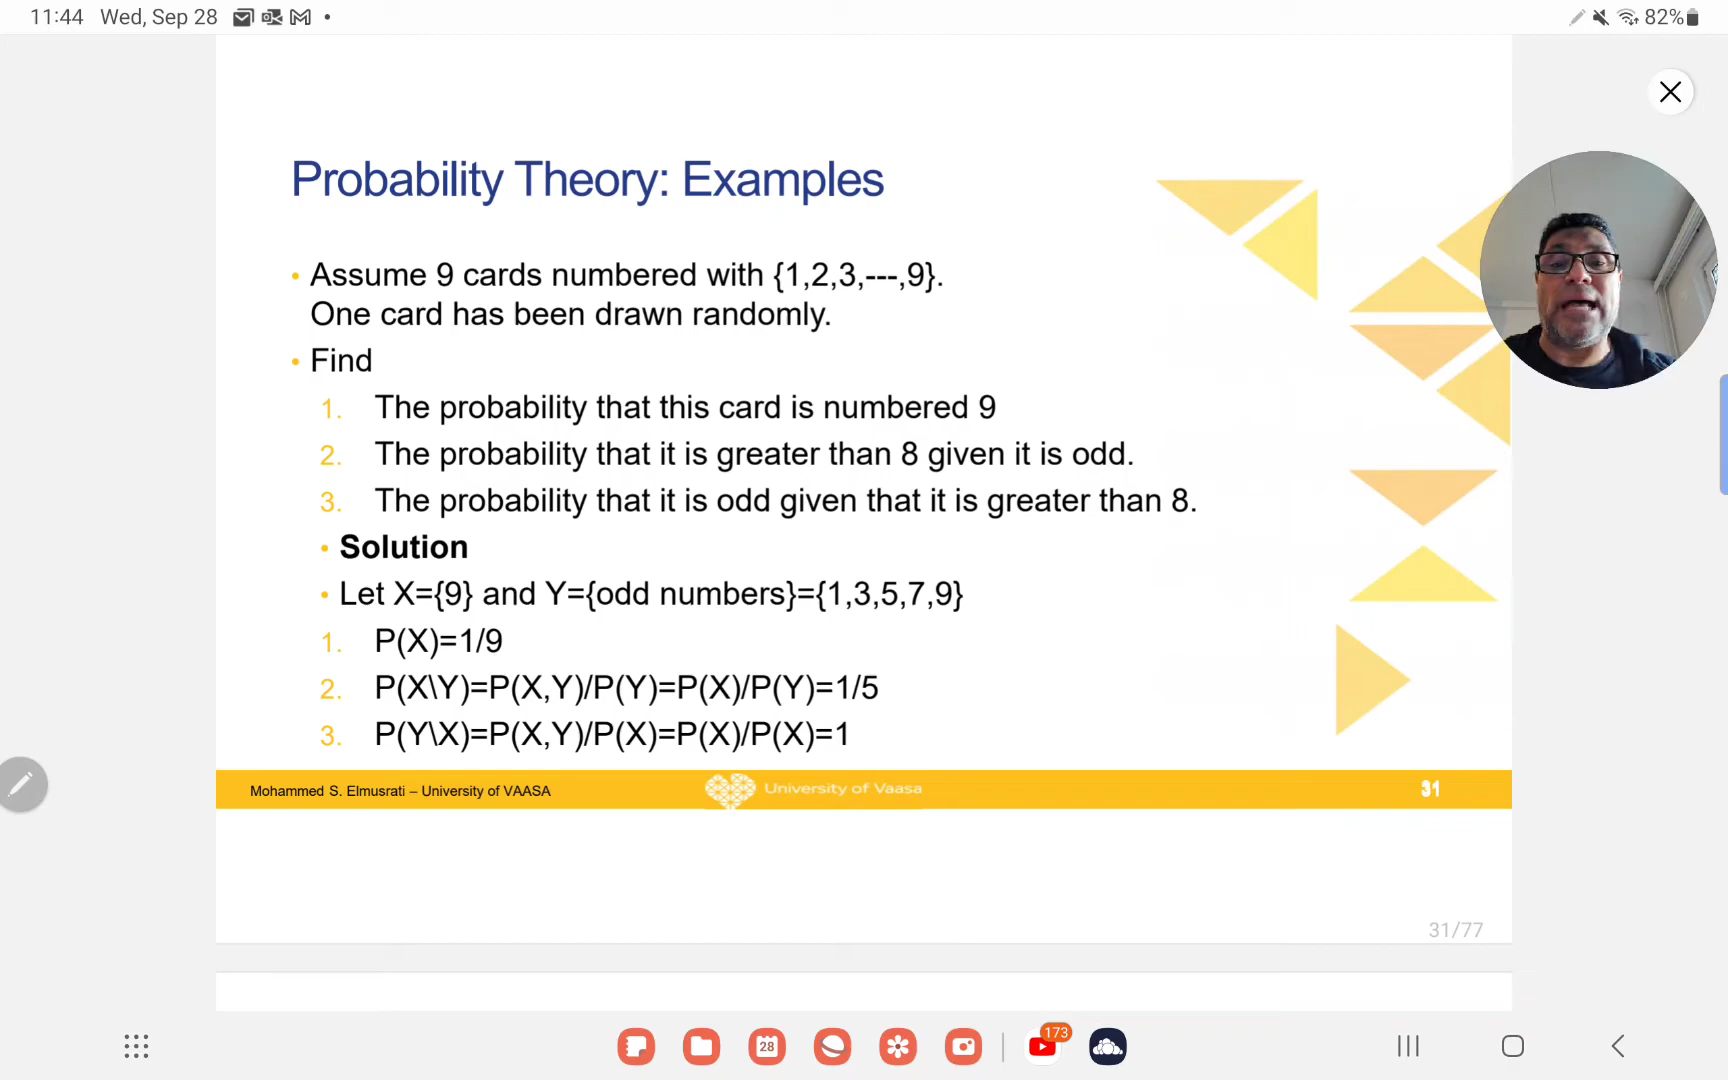 11:44 Wed, Sep 28
82%
Probability Theory: Examples
• Assume 9 cards numbered with {1,2,3,---,9}.
One card has been drawn randomly.
• Find
1. The probability that this card is numbered 9
2. The probability that it is greater than 8 given it is odd.
3. The probability that it is odd given that it is greater than 8.
• Solution
• Let X={9} and Y={odd numbers}={1,3,5,7,9}
1. P(X)=1/9
2. P(X\Y)=P(X,Y)/P(Y)=P(X)/P(Y)=1/5
3. P(Y\X)=P(X,Y)/P(X)=P(X)/P(X)=1
Mohammed S. Elmusrati – University of VAASA
University of Vaasa
31
31/77
28
173